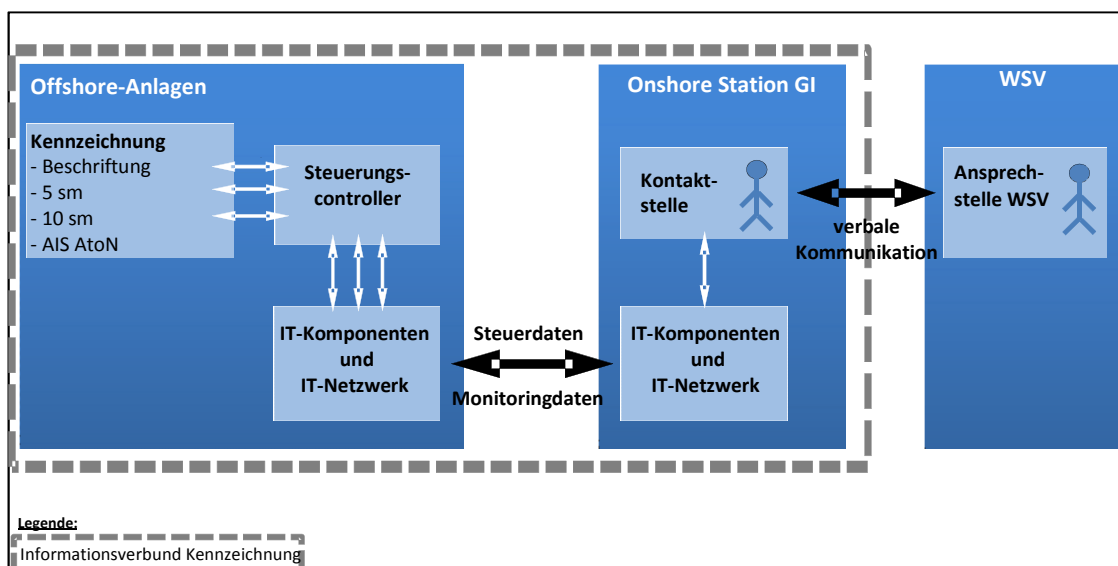 Offshore-Anlagen
Kennzeichnung
- Beschriftung
- 5 sm
- 10 sm
- AIS AtoN
Steuerungs-
controller
IT-Komponenten
und
IT-Netzwerk
Steuerdaten
Monitoringdaten
Onshore Station GI
Kontakt-
stelle
IT-Komponenten
und
IT-Netzwerk
verbale
Kommunikation
WSV
Ansprech-
stelle WSV
Legende:
Informationsverbund Kennzeichnung